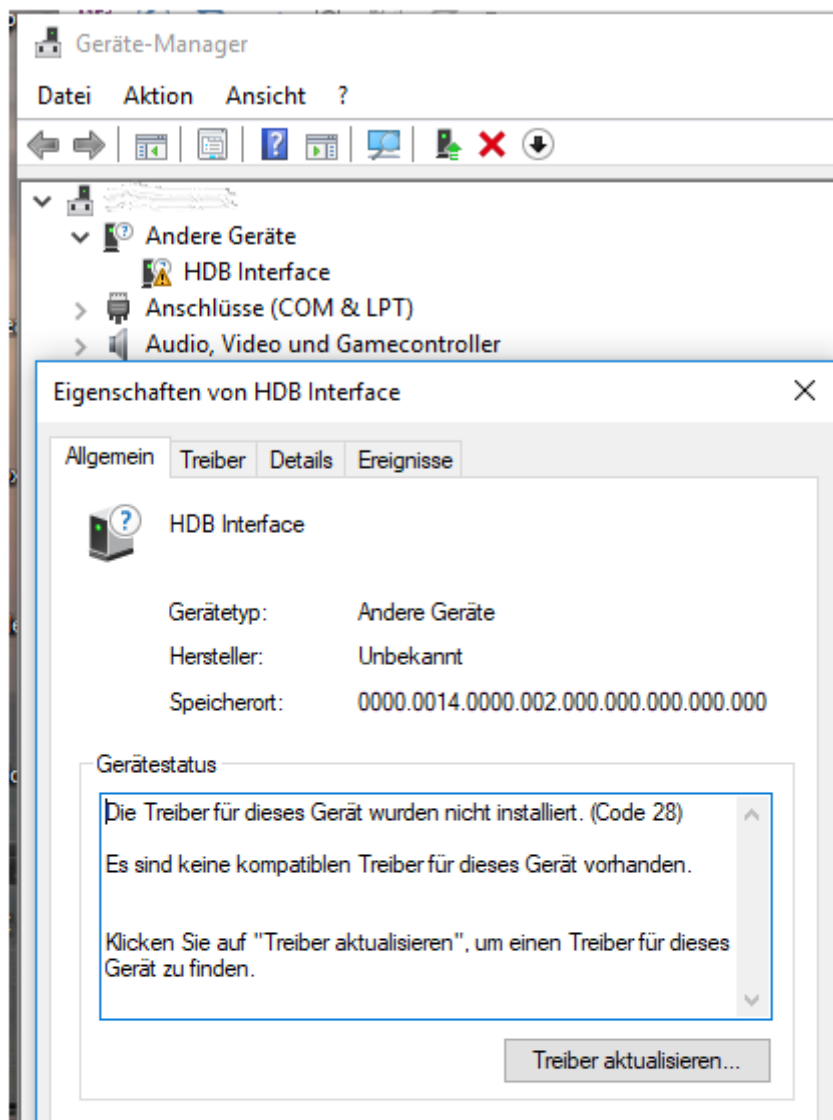 Geräte-Manager
Datei Aktion Ansicht ?
Andere Geräte
HDB Interface
Anschlüsse (COM & LPT)
Audio, Video und Gamecontroller
Eigenschaften von HDB Interface
Allgemein Treiber Details Ereignisse
HDB Interface
Gerätetyp: Andere Geräte
Hersteller: Unbekannt
Speicherort: 0000.0014.0000.002.000.000.000.000.000
Gerätestatus
Die Treiber für dieses Gerät wurden nicht installiert. (Code 28)
Es sind keine kompatiblen Treiber für dieses Gerät vorhanden.
Klicken Sie auf "Treiber aktualisieren", um einen Treiber für dieses
Gerät zu finden.
Treiber aktualisieren...